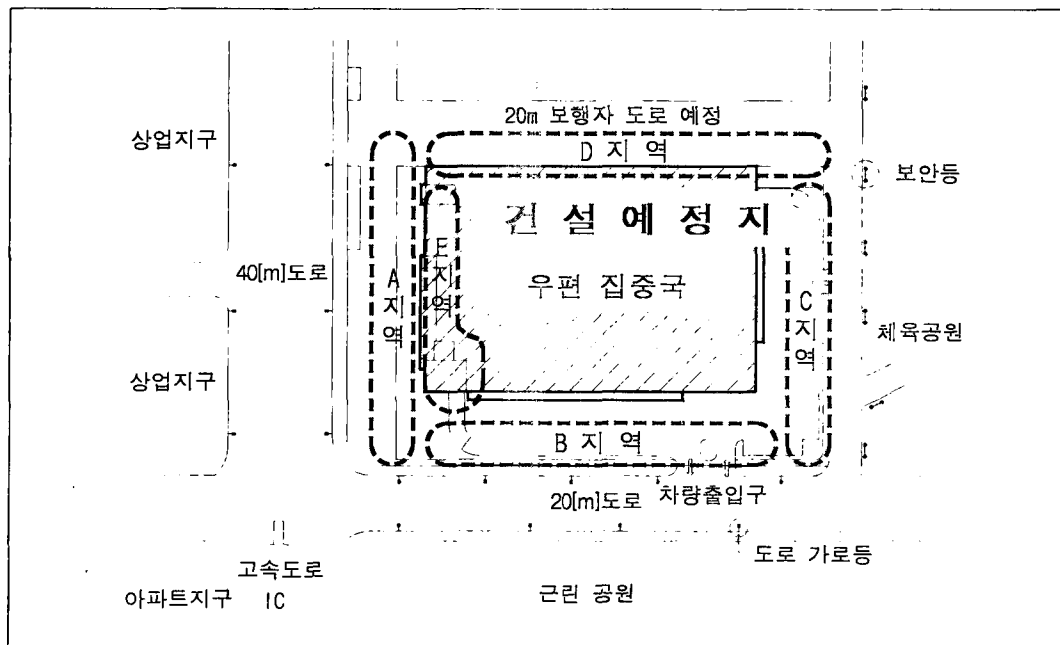 20m 보행자 도로 예정
상업지구
D 지 역
보안등
건 설 예 정 지
E 지역
40[m]도로
A 지역
우편 집중국
C 지역
체육공원
상업지구
B 지 역
20[m]도로
차량출입구
도로 가로등
고속도로
IC
아파트지구
근린 공원